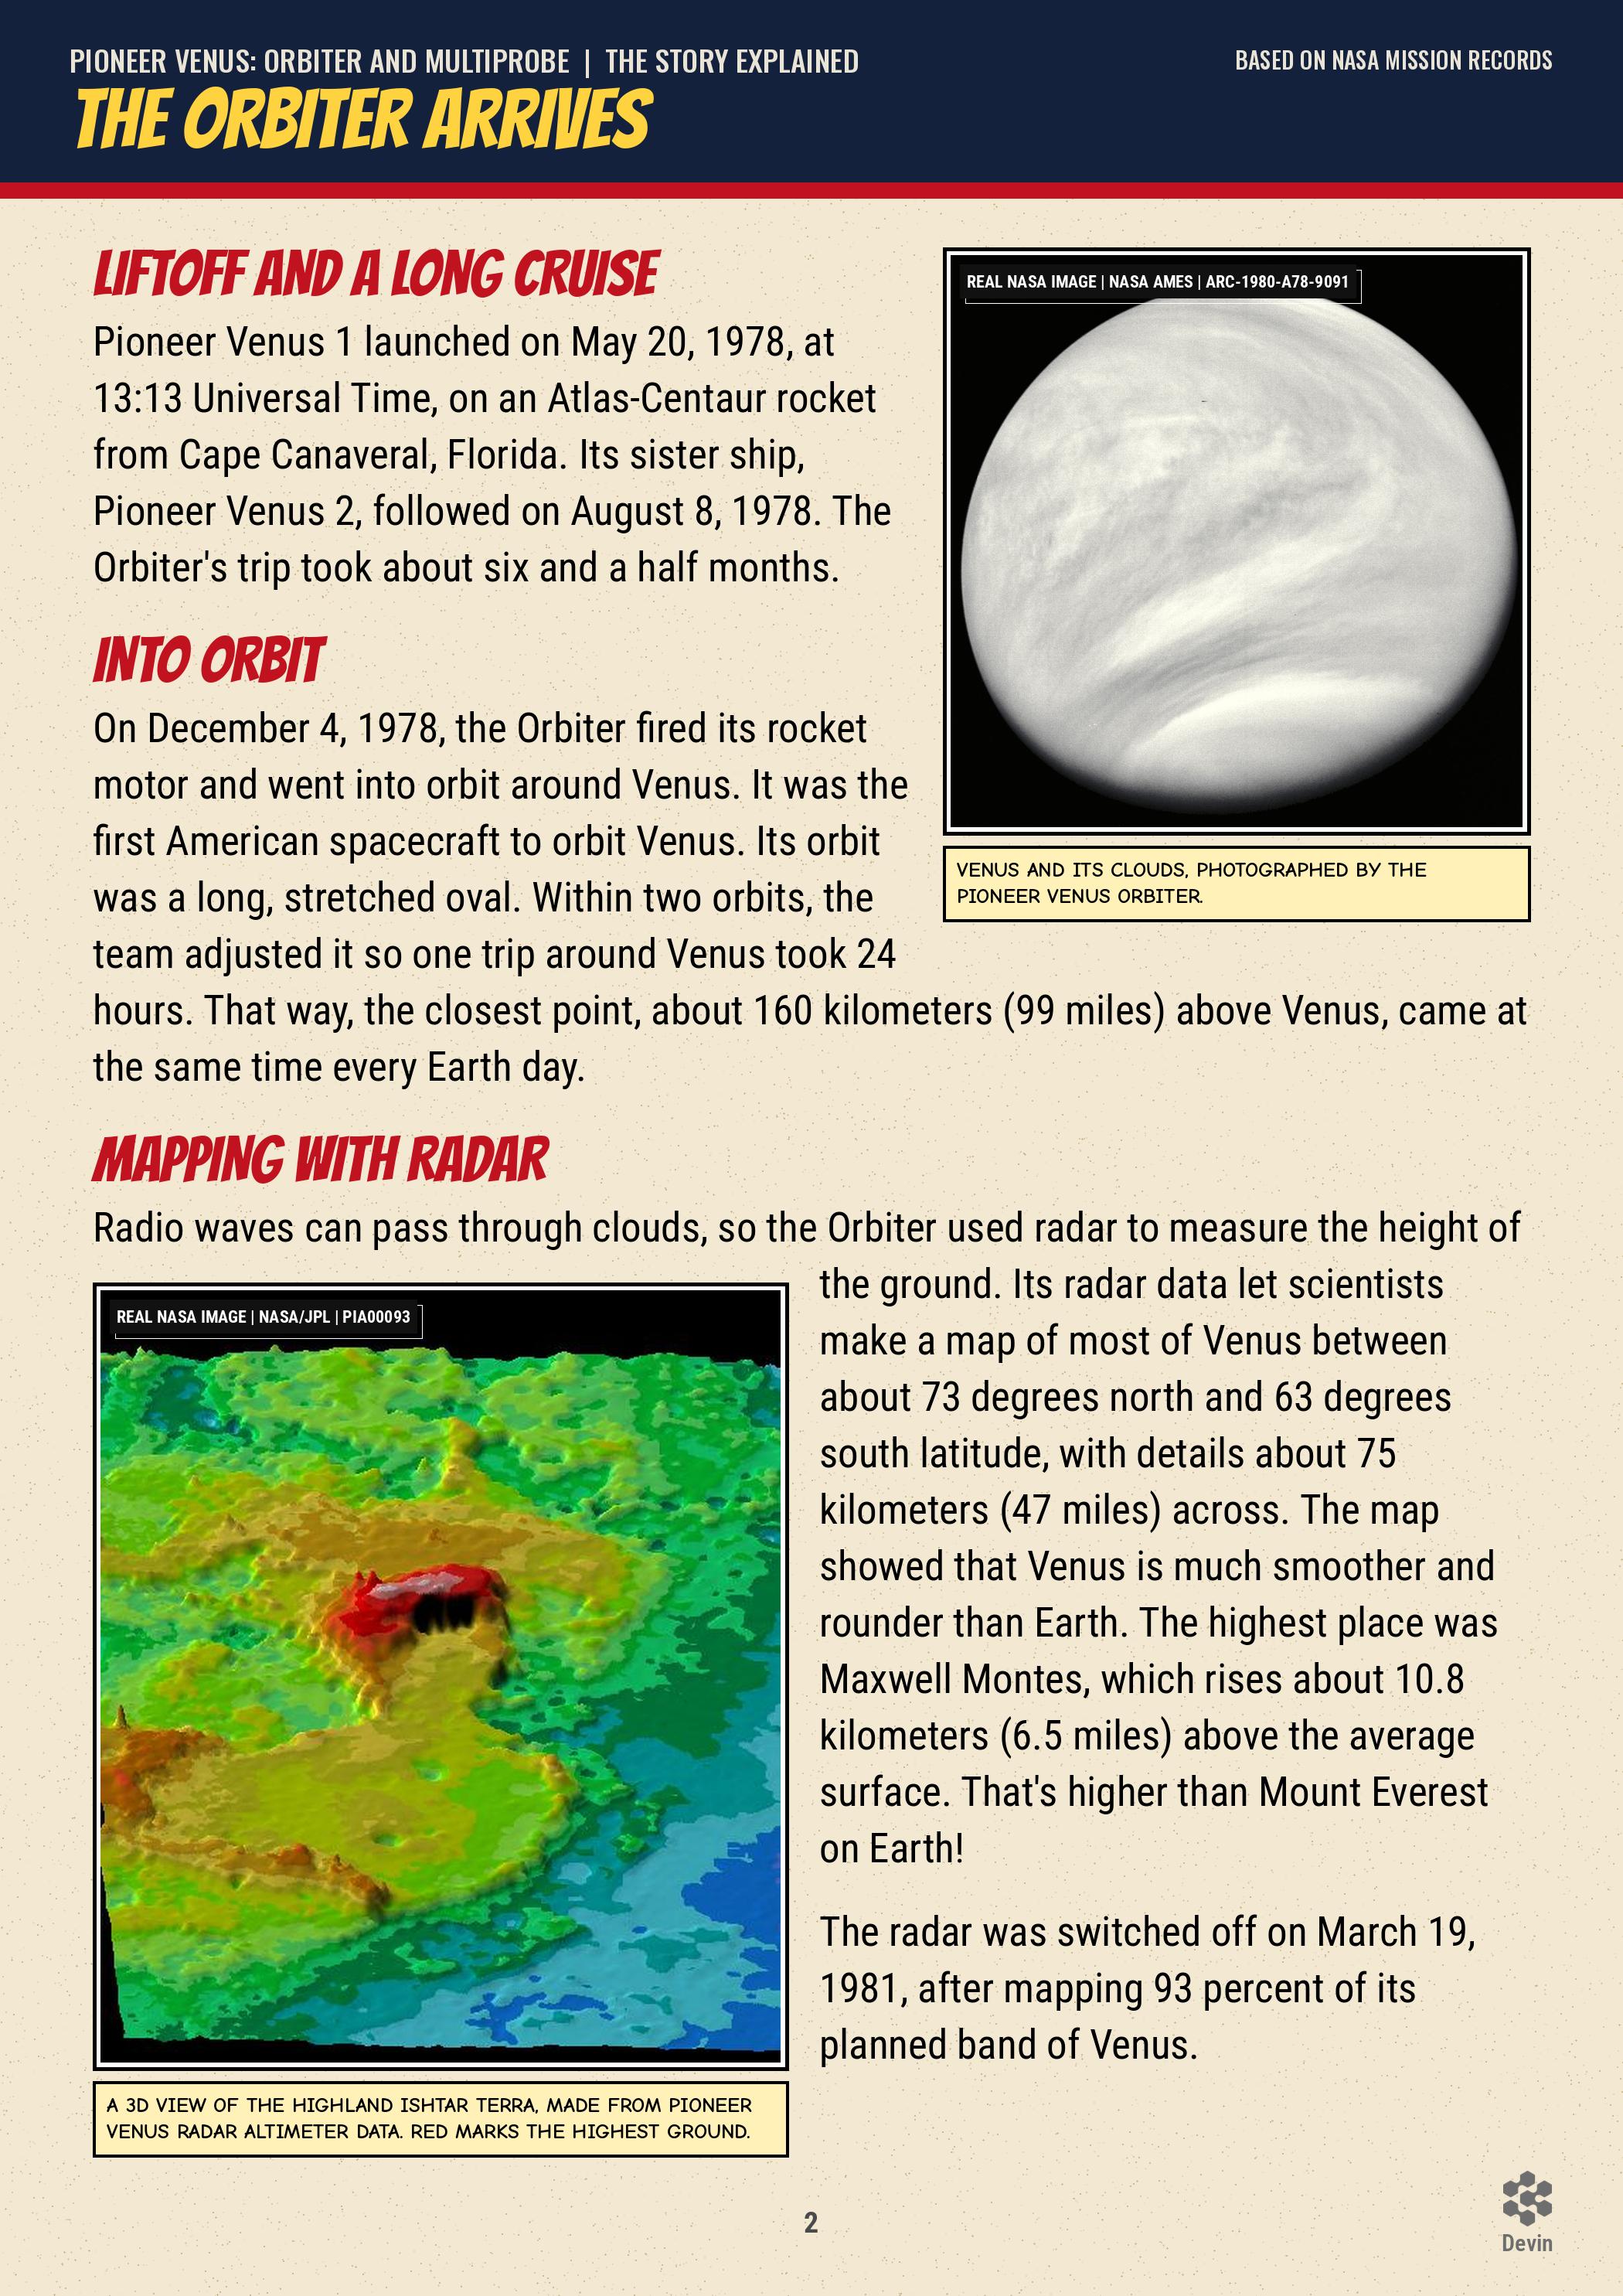 PIONEER VENUS: ORBITER AND MULTIPROBE | THE STORY EXPLAINED
BASED ON NASA MISSION RECORDS
THE ORBITER ARRIVES
LIFTOFF AND A LONG CRUISE
Pioneer Venus 1 launched on May 20, 1978, at
13:13 Universal Time, on an Atlas-Centaur rocket
from Cape Canaveral, Florida. Its sister ship,
Pioneer Venus 2, followed on August 8, 1978. The
Orbiter's trip took about six and a half months.
REAL NASA IMAGE | NASA AMES | ARC-1980-A78-9091
VENUS AND ITS CLOUDS, PHOTOGRAPHED BY THE
PIONEER VENUS ORBITER.
INTO ORBIT
On December 4, 1978, the Orbiter fired its rocket
motor and went into orbit around Venus. It was the
first American spacecraft to orbit Venus. Its orbit
was a long, stretched oval. Within two orbits, the
team adjusted it so one trip around Venus took 24
hours. That way, the closest point, about 160 kilometers (99 miles) above Venus, came at
the same time every Earth day.
MAPPING WITH RADAR
Radio waves can pass through clouds, so the Orbiter used radar to measure the height of
the ground. Its radar data let scientists
make a map of most of Venus between
about 73 degrees north and 63 degrees
south latitude, with details about 75
kilometers (47 miles) across. The map
showed that Venus is much smoother and
rounder than Earth. The highest place was
Maxwell Montes, which rises about 10.8
kilometers (6.5 miles) above the average
surface. That's higher than Mount Everest
on Earth!
The radar was switched off on March 19,
1981, after mapping 93 percent of its
planned band of Venus.
REAL NASA IMAGE | NASA/JPL | PIA00093
A 3D VIEW OF THE HIGHLAND ISHTAR TERRA, MADE FROM PIONEER
VENUS RADAR ALTIMETER DATA. RED MARKS THE HIGHEST GROUND.
2
Devin